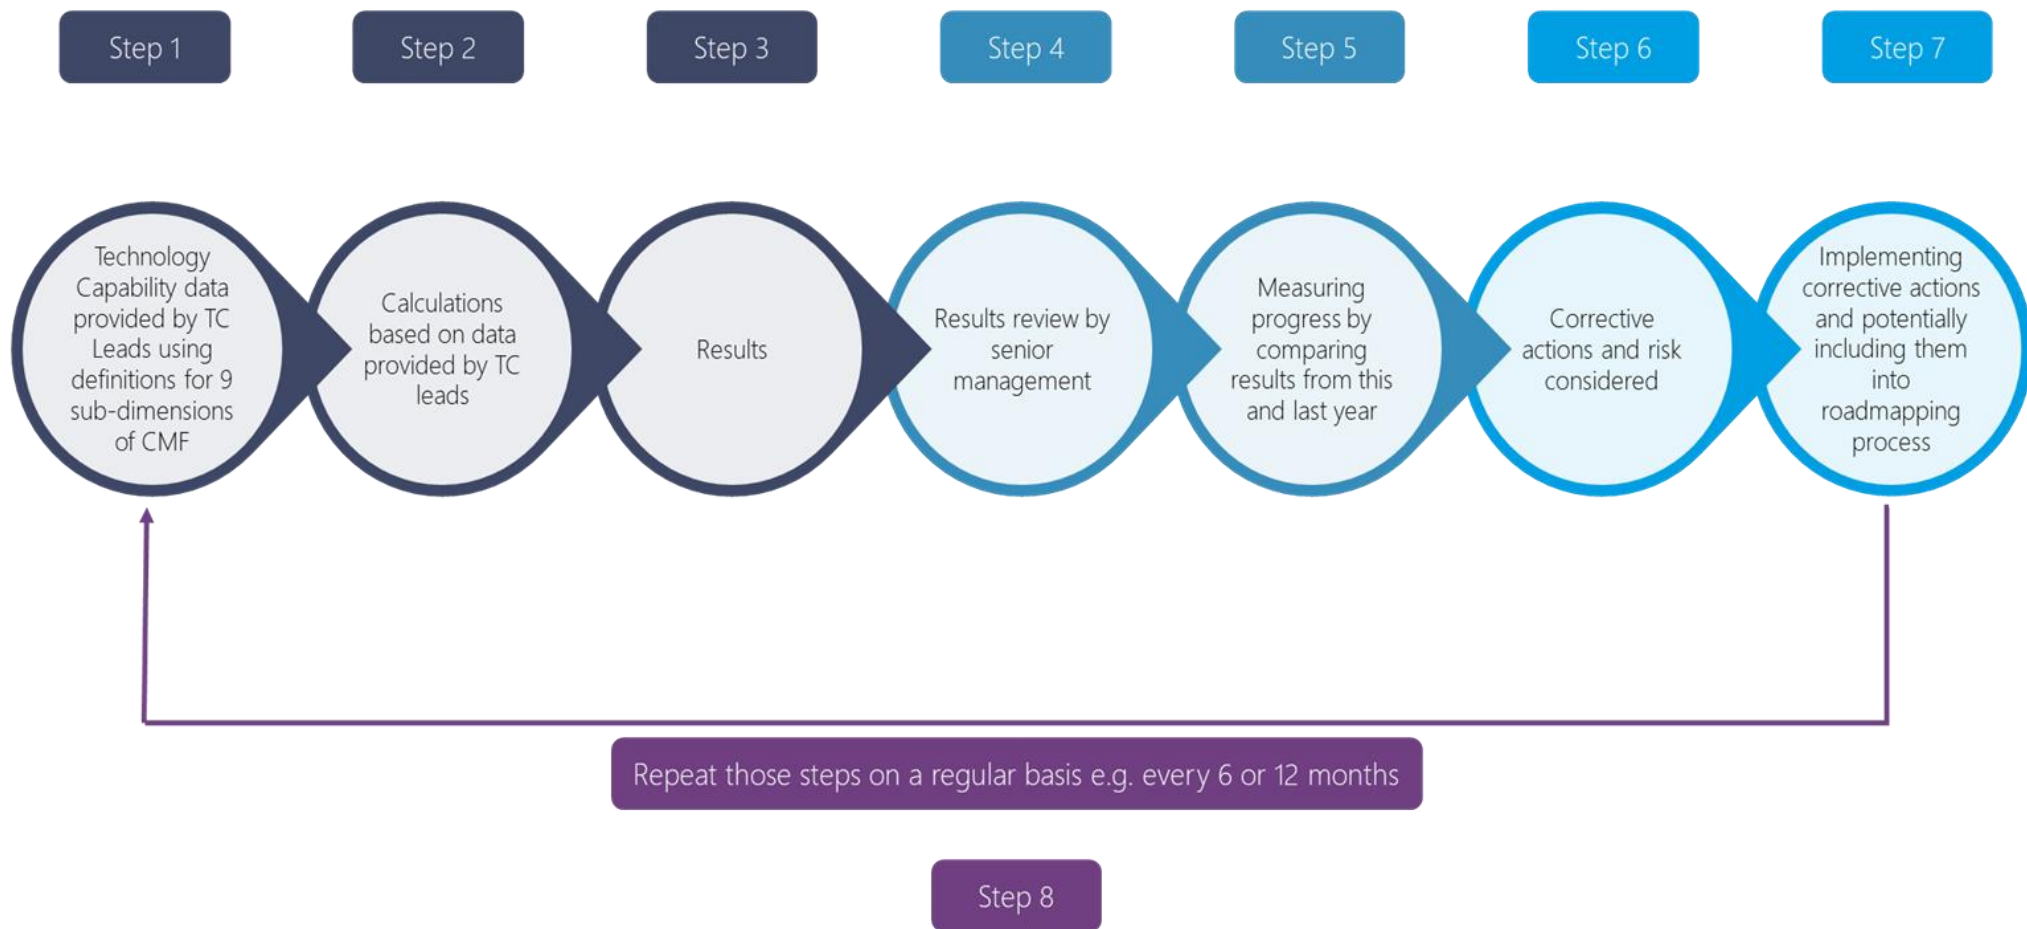 Step 1
Step 2
Step 3
Step 4
Step 5
Step 6
Step 7
Technology
Capability data
provided by TC
Leads using
definitions for 9
sub-dimensions
of CMF
Calculations
based on data
provided by TC
leads
Results
Results review by
senior
management
Measuring
progress by
comparing
results from this
and last year
Corrective
actions and risk
considered
Implementing
corrective actions
and potentially
including them
into
roadmapping
process
Repeat those steps on a regular basis e.g. every 6 or 12 months
Step 8